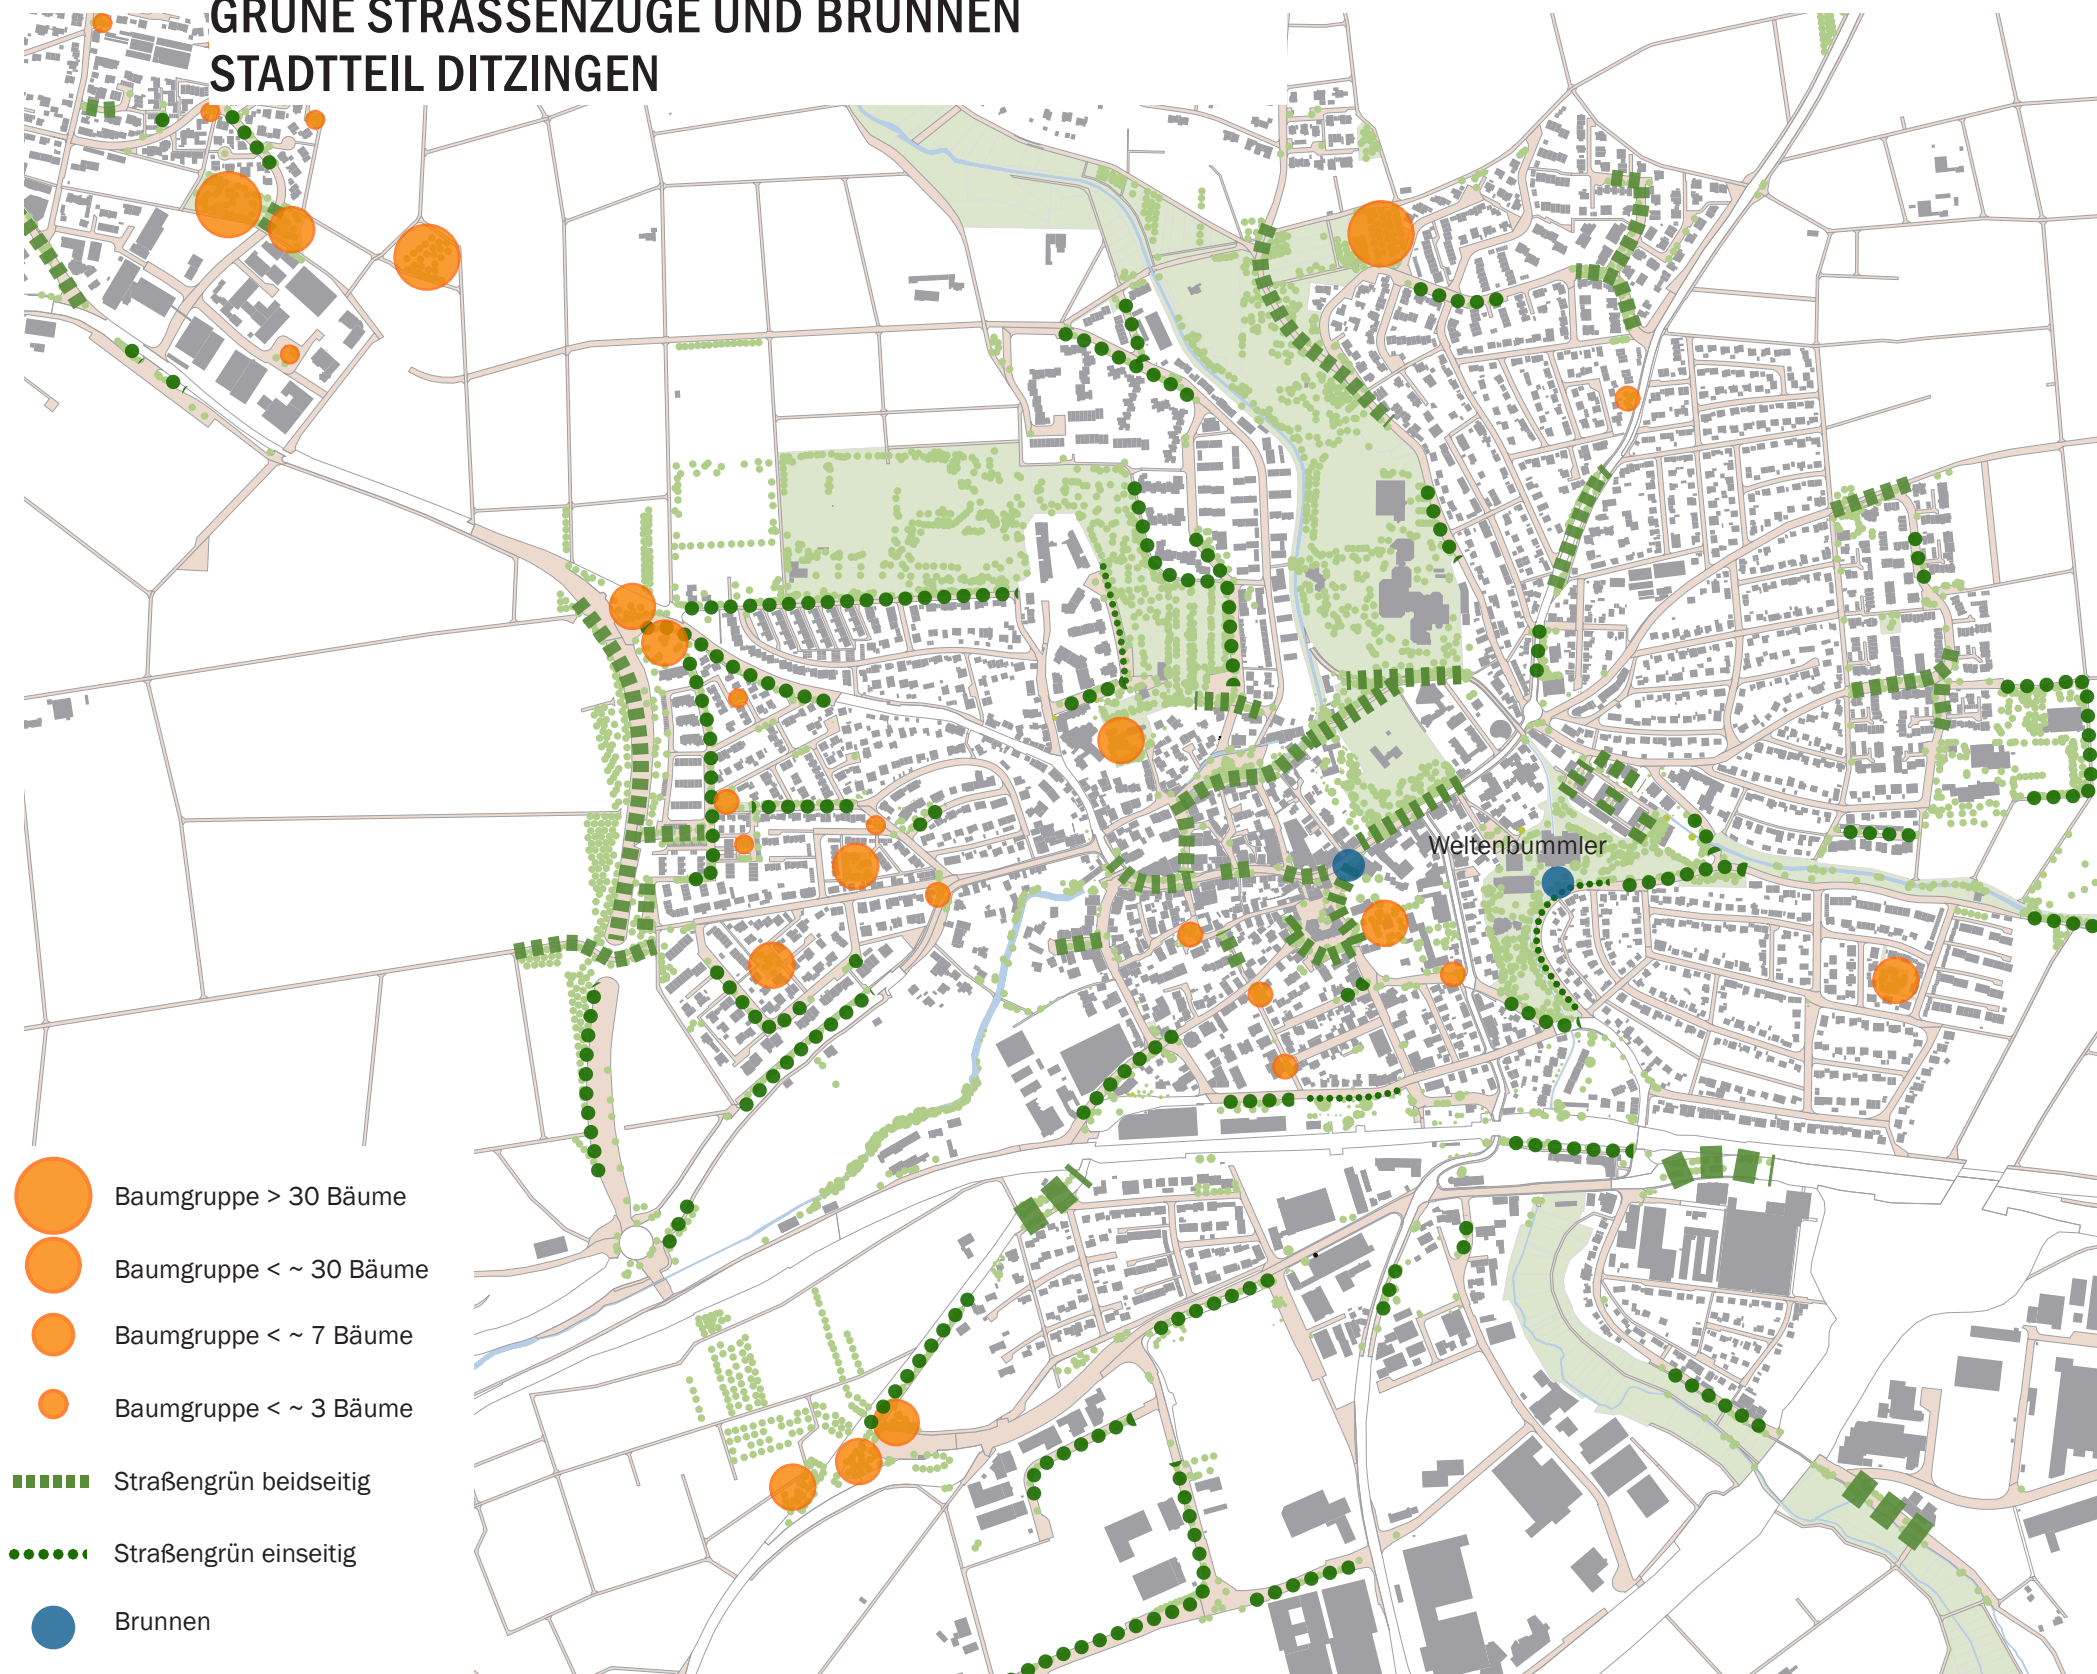 GRÜNE STRASSENZÜGE UND BRUNNEN
STADTTEIL DITZINGEN
Weltenbummler
Baumgruppe > 30 Bäume
Baumgruppe < ~ 30 Bäume
Baumgruppe < ~ 7 Bäume
Baumgruppe < ~ 3 Bäume
Straßengrün beidseitig
Straßengrün einseitig
Brunnen